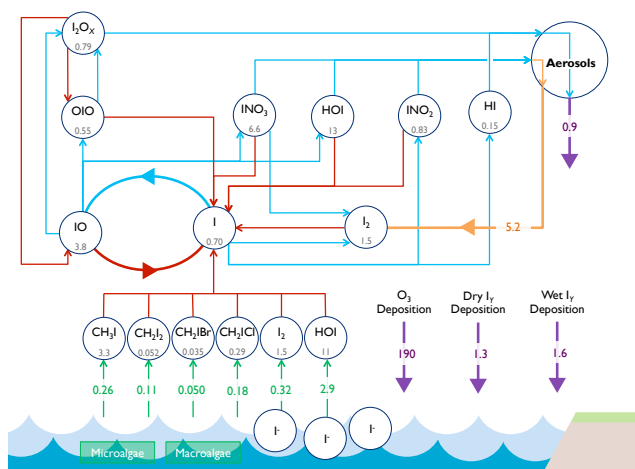 I₂Oₓ
0.79
Aerosols
OIO
0.55
INO₃
6.6
HOI
13
INO₂
0.83
HI
0.15
0.9
IO
3.8
I
0.70
I₂
1.5
5.2
CH₃I
3.3
CH₂I₂
0.052
CH₂IBr
0.035
CH₂ICl
0.29
I₂
1.5
HOI
11
O₃
Deposition
Dry Iᵧ
Deposition
Wet Iᵧ
Deposition
190
1.3
1.6
0.26
0.11
0.050
0.18
0.32
2.9
I⁻
I⁻
I⁻
Microalgae
Macroalgae